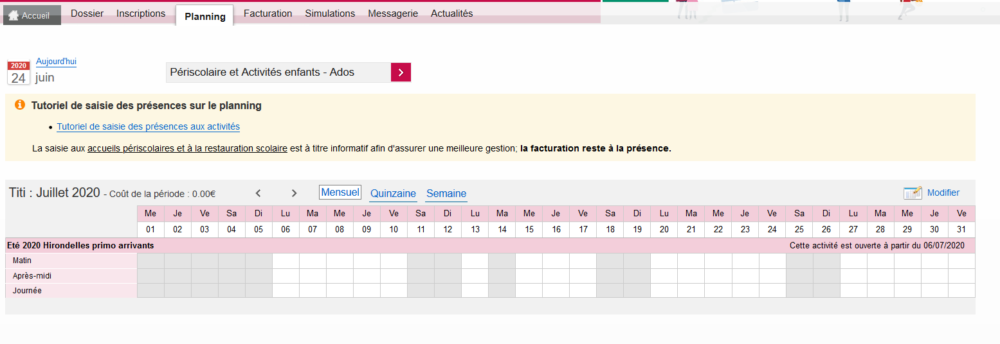 Accueil Dossier Inscriptions Planning Facturation Simulations Messagerie Actualités
2020 Aujourd'hui
24 juin
Périscolaire et Activités enfants - Ados
Tutoriel de saisie des présences sur le planning
Tutoriel de saisie des présences aux activités
La saisie aux accueils périscolaires et à la restauration scolaire est à titre informatif afin d'assurer une meilleure gestion; la facturation reste à la présence.
Titi : Juillet 2020 - Coût de la période : 0.00€ Mensuel Quinzaine Semaine Modifier
Me Je Ve Sa Di Lu Ma Me Je Ve Sa Di Lu Ma Me Je Ve Sa Di Lu Ma Me Je Ve Sa Di Lu Ma Me Je Ve
01 02 03 04 05 06 07 08 09 10 11 12 13 14 15 16 17 18 19 20 21 22 23 24 25 26 27 28 29 30 31
Eté 2020 Hirondelles primo arrivants Cette activité est ouverte à partir du 06/07/2020
Matin
Après-midi
Journée